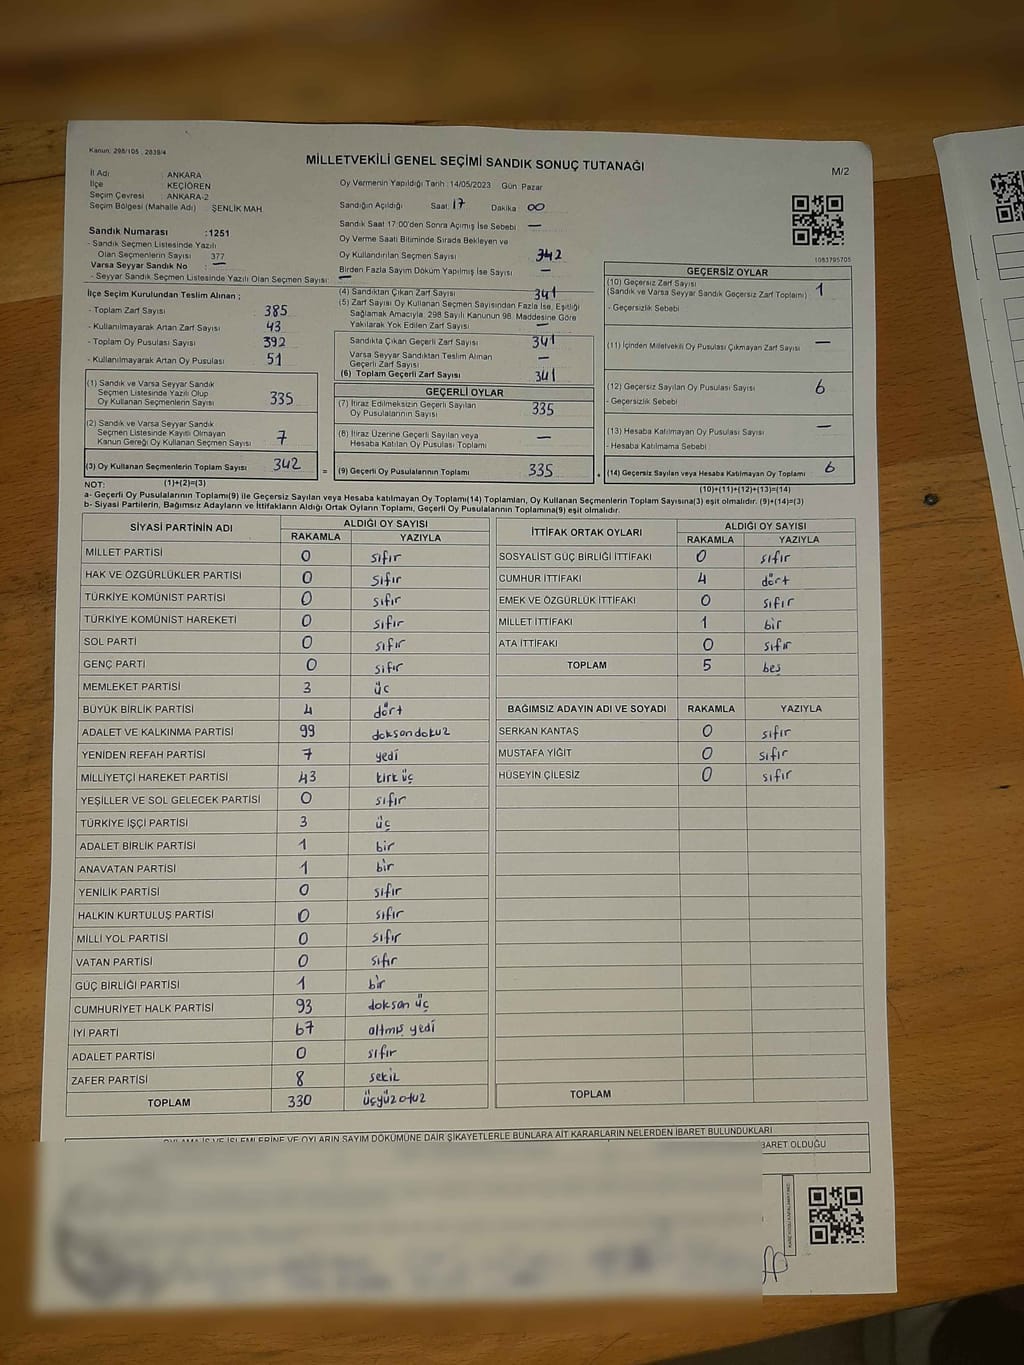 Kanun: 298/105 , 2839/4
MİLLETVEKİLİ GENEL SEÇİMİ SANDIK SONUÇ TUTANAĞI
M/2
İl Adı : ANKARA
İlçe : KEÇİÖREN
Seçim Çevresi : ANKARA-2
Seçim Bölgesi (Mahalle Adı) : ŞENLİK MAH
Sandık Numarası :1251
- Sandık Seçmen Listesinde Yazılı
Olan Seçmenlerin Sayısı 377
Varsa Seyyar Sandık No : —
- Seyyar Sandık Seçmen Listesinde Yazılı Olan Seçmen Sayısı: —
Oy Vermenin Yapıldığı Tarih :14/05/2023 Gün Pazar
Sandığın Açıldığı Saat 17 Dakika 00
Sandık Saat 17:00'den Sonra Açımış İse Sebebi —
Oy Verme Saati Bitiminde Sırada Bekleyen ve
Oy Kullandırılan Seçmen Sayısı 342
Birden Fazla Sayım Döküm Yapılmış İse Sayısı —
1083795705
İlçe Seçim Kurulundan Teslim Alınan ;
- Toplam Zarf Sayısı 385
- Kullanılmayarak Artan Zarf Sayısı 43
- Toplam Oy Pusulası Sayısı 392
- Kullanılmayarak Artan Oy Pusulası 51
(1) Sandık ve Varsa Seyyar Sandık
Seçmen Listesinde Yazılı Olup
Oy Kullanan Seçmenlerin Sayısı 335
(2) Sandık ve Varsa Seyyar Sandık
Seçmen Listesinde Kayıtlı Olmayan
Kanun Gereği Oy Kullanan Seçmen Sayısı 7
(3) Oy Kullanan Seçmenlerin Toplam Sayısı 342 =
(1)+(2)=(3)
(4) Sandıktan Çıkan Zarf Sayısı 341
(5) Zarf Sayısı Oy Kullanan Seçmen Sayısından Fazla İse, Eşitliği
Sağlamak Amacıyla, 298 Sayılı Kanunun 98. Maddesine Göre
Yakılarak Yok Edilen Zarf Sayısı —
Sandıkta Çıkan Geçerli Zarf Sayısı 341
Varsa Seyyar Sandıktan Teslim Alınan
Geçerli Zarf Sayısı —
(6) Toplam Geçerli Zarf Sayısı 341
GEÇERLİ OYLAR
(7) İtiraz Edilmeksizin Geçerli Sayılan
Oy Pusulalarının Sayısı 335
(8) İtiraz Üzerine Geçerli Sayılan veya
Hesaba Katılan Oy Pusulası Toplamı —
(9) Geçerli Oy Pusulalarının Toplamı 335
GEÇERSİZ OYLAR
(10) Geçersiz Zarf Sayısı 1
(Sandık ve Varsa Seyyar Sandık Geçersiz Zarf Toplamı)
- Geçersizlik Sebebi
(11) İçinden Milletvekili Oy Pusulası Çıkmayan Zarf Sayısı —
(12) Geçersiz Sayılan Oy Pusulası Sayısı 6
- Geçersizlik Sebebi
(13) Hesaba Katılmayan Oy Pusulası Sayısı —
- Hesaba Katılmama Sebebi
(14) Geçersiz Sayılan veya Hesaba Katılmayan Oy Toplamı 6
(10)+(11)+(12)+(13)=(14)
NOT:
a- Geçerli Oy Pusulalarının Toplamı(9) ile Geçersiz Sayılan veya Hesaba katılmayan Oy Toplamı(14) Toplamları, Oy Kullanan Seçmenlerin Toplam Sayısına(3) eşit olmalıdır. (9)+(14)=(3)
b- Siyasi Partilerin, Bağımsız Adayların ve İttifakların Aldığı Ortak Oyların Toplamı, Geçerli Oy Pusulalarının Toplamına(9) eşit olmalıdır.
SİYASİ PARTİNİN ADI ALDIĞI OY SAYISI
RAKAMLA YAZIYLA
MİLLET PARTİSİ 0 sıfır
HAK VE ÖZGÜRLÜKLER PARTİSİ 0 sıfır
TÜRKİYE KOMÜNİST PARTİSİ 0 sıfır
TÜRKİYE KOMÜNİST HAREKETİ 0 sıfır
SOL PARTİ 0 sıfır
GENÇ PARTİ 0 sıfır
MEMLEKET PARTİSİ 3 üç
BÜYÜK BİRLİK PARTİSİ 4 dört
ADALET VE KALKINMA PARTİSİ 99 doksandokuz
YENİDEN REFAH PARTİSİ 7 yedi
MİLLİYETÇİ HAREKET PARTİSİ 43 kırk üç
YEŞİLLER VE SOL GELECEK PARTİSİ 0 sıfır
TÜRKİYE İŞÇİ PARTİSİ 3 üç
ADALET BİRLİK PARTİSİ 1 bir
ANAVATAN PARTİSİ 1 bir
YENİLİK PARTİSİ 0 sıfır
HALKIN KURTULUŞ PARTİSİ 0 sıfır
MİLLİ YOL PARTİSİ 0 sıfır
VATAN PARTİSİ 0 sıfır
GÜÇ BİRLİĞİ PARTİSİ 1 bir
CUMHURİYET HALK PARTİSİ 93 doksan üç
İYİ PARTİ 67 altmış yedi
ADALET PARTİSİ 0 sıfır
ZAFER PARTİSİ 8 sekiz
TOPLAM 330 üçyüzotuz
İTTİFAK ORTAK OYLARI ALDIĞI OY SAYISI
RAKAMLA YAZIYLA
SOSYALİST GÜÇ BİRLİĞİ İTTİFAKI 0 sıfır
CUMHUR İTTİFAKI 4 dört
EMEK VE ÖZGÜRLÜK İTTİFAKI 0 sıfır
MİLLET İTTİFAKI 1 bir
ATA İTTİFAKI 0 sıfır
TOPLAM 5 beş
BAĞIMSIZ ADAYIN ADI VE SOYADI RAKAMLA YAZIYLA
SERKAN KANTAŞ 0 sıfır
MUSTAFA YİĞİT 0 sıfır
HÜSEYİN ÇİLESİZ 0 sıfır
TOPLAM
OYLAMA İŞ VE İŞLEMLERİNE VE OYLARIN SAYIM DÖKÜMÜNE DAİR ŞİKAYETLERLE BUNLARA AİT KARARLARIN NELERDEN İBARET BULUNDUKLARI
İBARET OLDUĞU